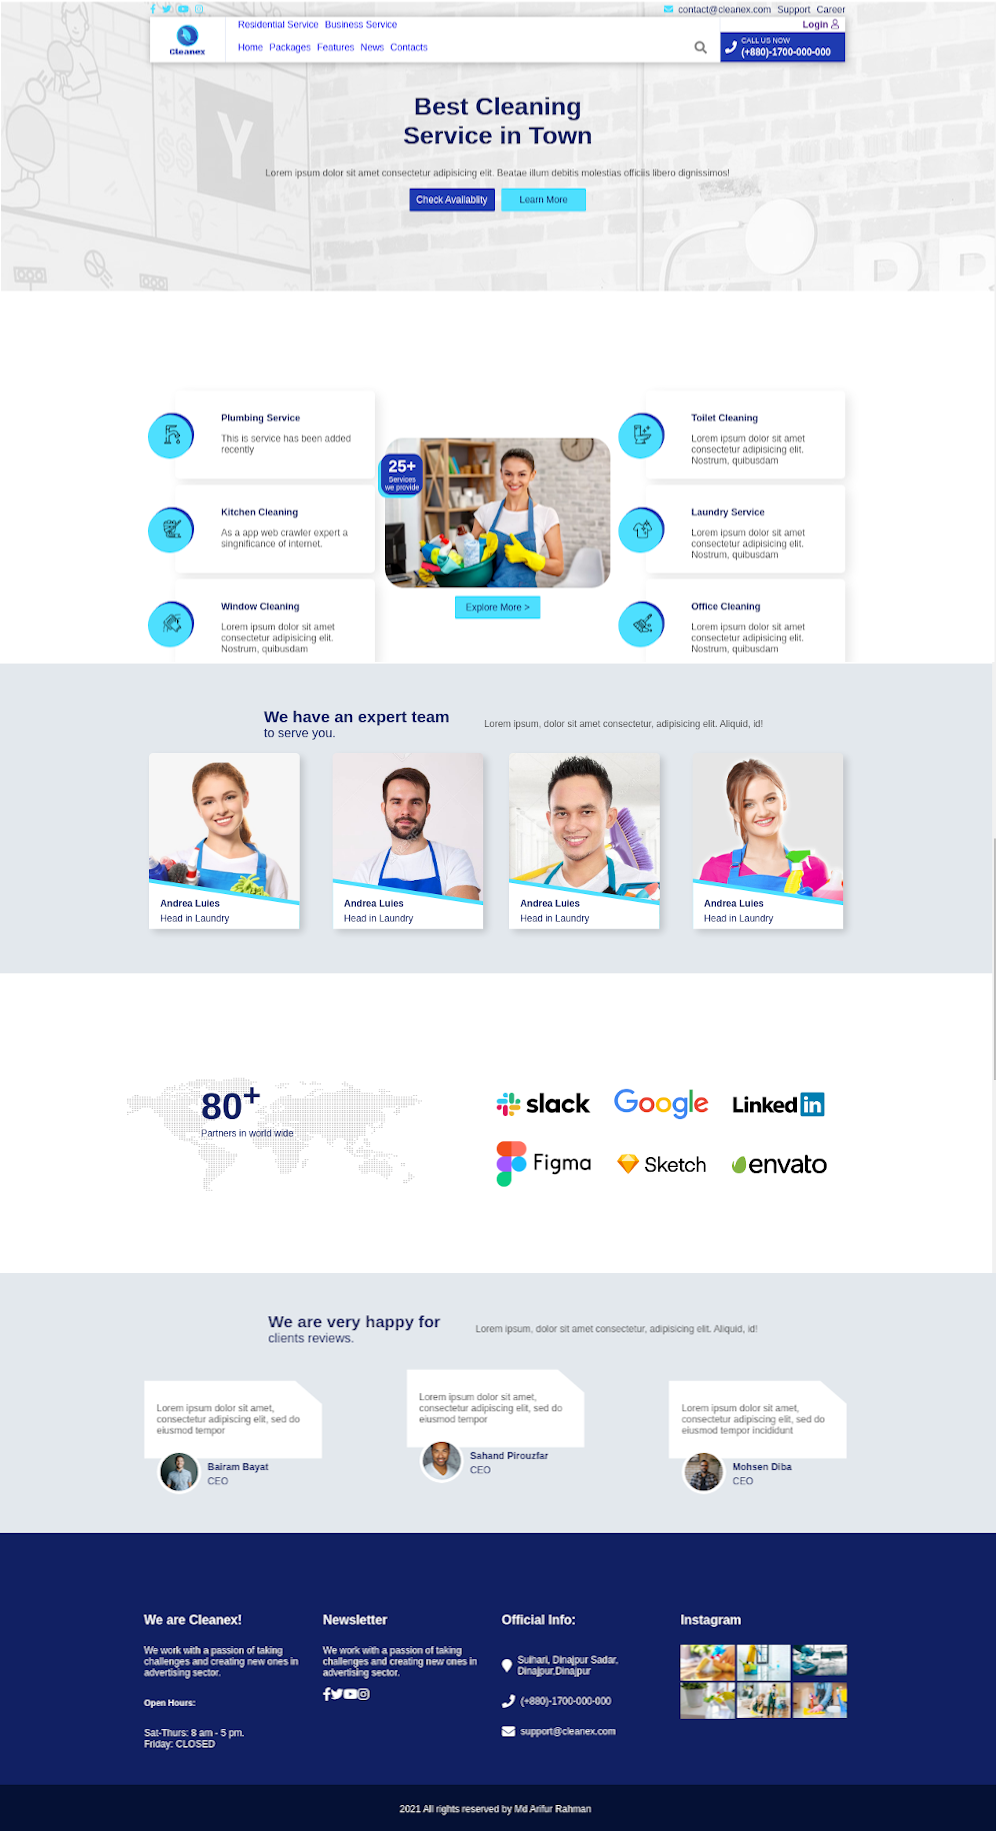 contact@cleanex.com Support Career
Residential Service Business Service
Login
Cleanex
Home Packages Features News Contacts
CALL US NOW
(+880)-1700-000-000
Best Cleaning
Service in Town
Lorem ipsum dolor sit amet consectetur adipisicing elit. Beatae illum debitis molestias officiis libero dignissimos!
Check Availability
Learn More
Plumbing Service
This is service has been added
recently
Kitchen Cleaning
As a app web crawler expert a
singnificance of internet.
Window Cleaning
Lorem ipsum dolor sit amet
consectetur adipisicing elit.
Nostrum, quibusdam
25+
Services
we provide
Explore More >
Toilet Cleaning
Lorem ipsum dolor sit amet
consectetur adipisicing elit.
Nostrum, quibusdam
Laundry Service
Lorem ipsum dolor sit amet
consectetur adipisicing elit.
Nostrum, quibusdam
Office Cleaning
Lorem ipsum dolor sit amet
consectetur adipisicing elit.
Nostrum, quibusdam
We have an expert team
to serve you.
Lorem ipsum, dolor sit amet consectetur, adipisicing elit. Aliquid, id!
Andrea Luies
Head in Laundry
Andrea Luies
Head in Laundry
Andrea Luies
Head in Laundry
Andrea Luies
Head in Laundry
80+
Partners in world wide
slack
Google
Linked in
Figma
Sketch
envato
We are very happy for
clients reviews.
Lorem ipsum, dolor sit amet consectetur, adipisicing elit. Aliquid, id!
Lorem ipsum dolor sit amet,
consectetur adipiscing elit, sed do
eiusmod tempor
Bairam Bayat
CEO
Lorem ipsum dolor sit amet,
consectetur adipiscing elit, sed do
eiusmod tempor
Sahand Pirouzfar
CEO
Lorem ipsum dolor sit amet,
consectetur adipiscing elit, sed do
eiusmod tempor incididunt
Mohsen Diba
CEO
We are Cleanex!
We work with a passion of taking
challenges and creating new ones in
advertising sector.
Open Hours:
Sat-Thurs: 8 am - 5 pm.
Friday: CLOSED
Newsletter
We work with a passion of taking
challenges and creating new ones in
advertising sector.
Official Info:
Suihari, Dinajpur Sadar,
Dinajpur,Dinajpur
(+880)-1700-000-000
support@cleanex.com
Instagram
2021 All rights reserved by Md.Arifur Rahman